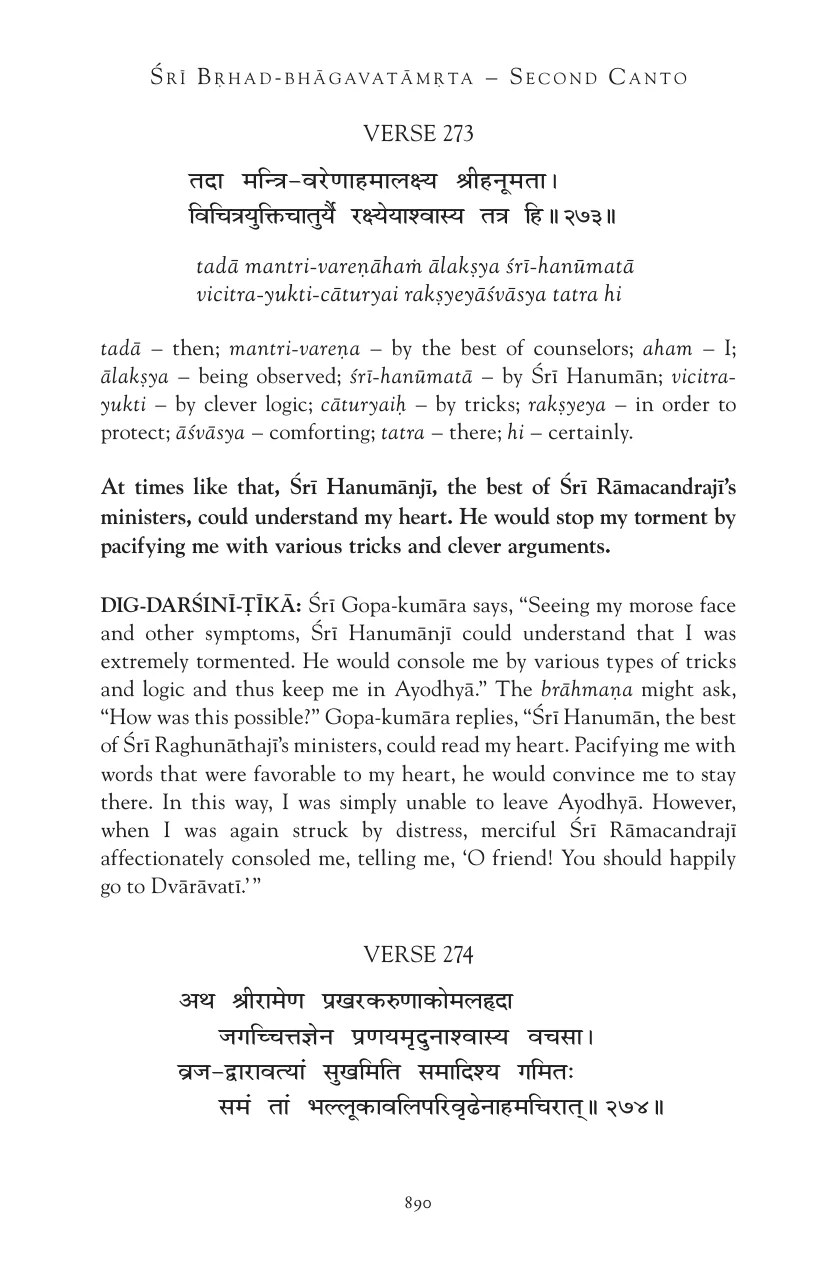 ŚRĪ BṚHAD-BHĀGAVATĀMṚTA – SECOND CANTO
VERSE 273
तदा मन्त्रि-वरेणाहमालक्ष्य श्रीहनूमता।
विचित्रयुक्तिचातुर्यै रक्ष्येयाश्वास्य तत्र हि॥२७३॥
tadā mantri-vareṇāhaṁ ālakṣya śrī-hanūmatā
vicitra-yukti-cāturyai rakṣyeyāśvāsya tatra hi
tadā – then; mantri-vareṇa – by the best of counselors; aham – I;
ālakṣya – being observed; śrī-hanūmatā – by Śrī Hanumān; vicitra-
yukti – by clever logic; cāturyaiḥ – by tricks; rakṣyeya – in order to
protect; āśvāsya – comforting; tatra – there; hi – certainly.
At times like that, Śrī Hanumānjī, the best of Śrī Rāmacandrajī’s
ministers, could understand my heart. He would stop my torment by
pacifying me with various tricks and clever arguments.
DIG-DARŚINĪ-ṬĪKĀ: Śrī Gopa-kumāra says, “Seeing my morose face
and other symptoms, Śrī Hanumānjī could understand that I was
extremely tormented. He would console me by various types of tricks
and logic and thus keep me in Ayodhyā.” The brāhmaṇa might ask,
“How was this possible?” Gopa-kumāra replies, “Śrī Hanumān, the best
of Śrī Raghunāthajī’s ministers, could read my heart. Pacifying me with
words that were favorable to my heart, he would convince me to stay
there. In this way, I was simply unable to leave Ayodhyā. However,
when I was again struck by distress, merciful Śrī Rāmacandrajī
affectionately consoled me, telling me, ‘O friend! You should happily
go to Dvārāvatī.’”
VERSE 274
अथ श्रीरामेण प्रखरकरुणाकोमलहृदा
जगच्चित्तज्ञेन प्रणयमृदुनाश्वास्य वचसा।
व्रज-द्वारावत्यां सुखमिति समादिश्य गमितः
समं तां भल्लूकावलिपरिवृढेनाहमचिरात्॥२७४॥
890